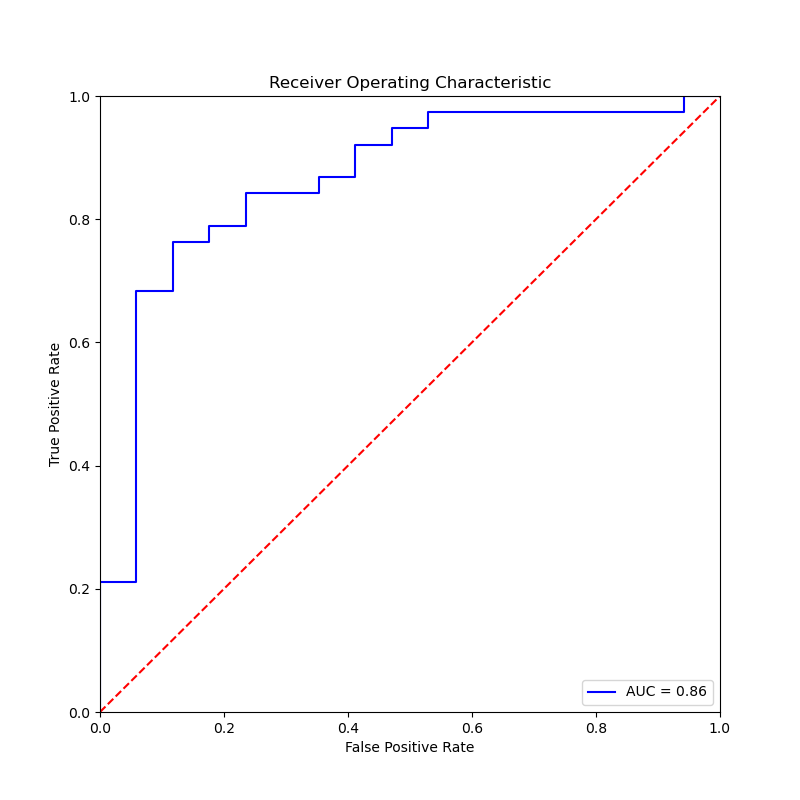 Receiver Operating Characteristic
True Positive Rate
1.0
0.8
0.6
0.4
0.2
0.0
AUC = 0.86
0.0 0.2 0.4 0.6 0.8 1.0
False Positive Rate